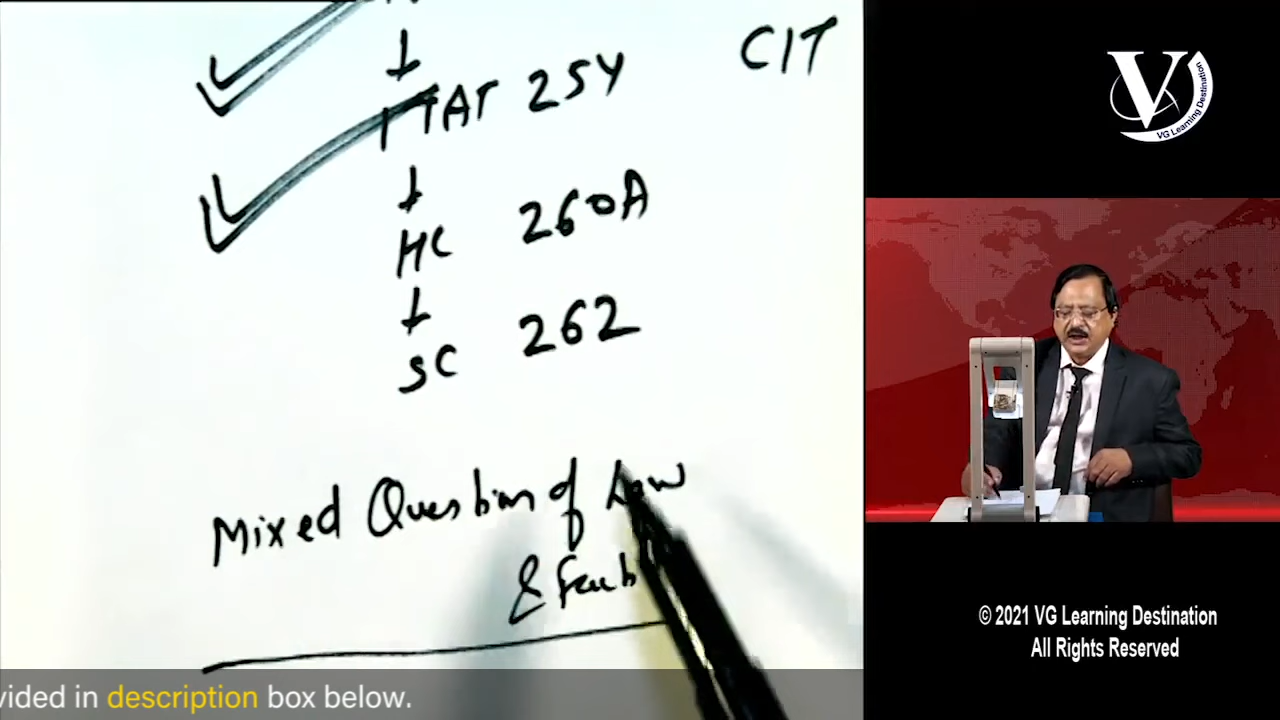 CIT
ITAT 254
HC 260A
SC 262
Mixed Question of Law
& Fact
V
VG Learning Destination
© 2021 VG Learning Destination
All Rights Reserved
vided in description box below.